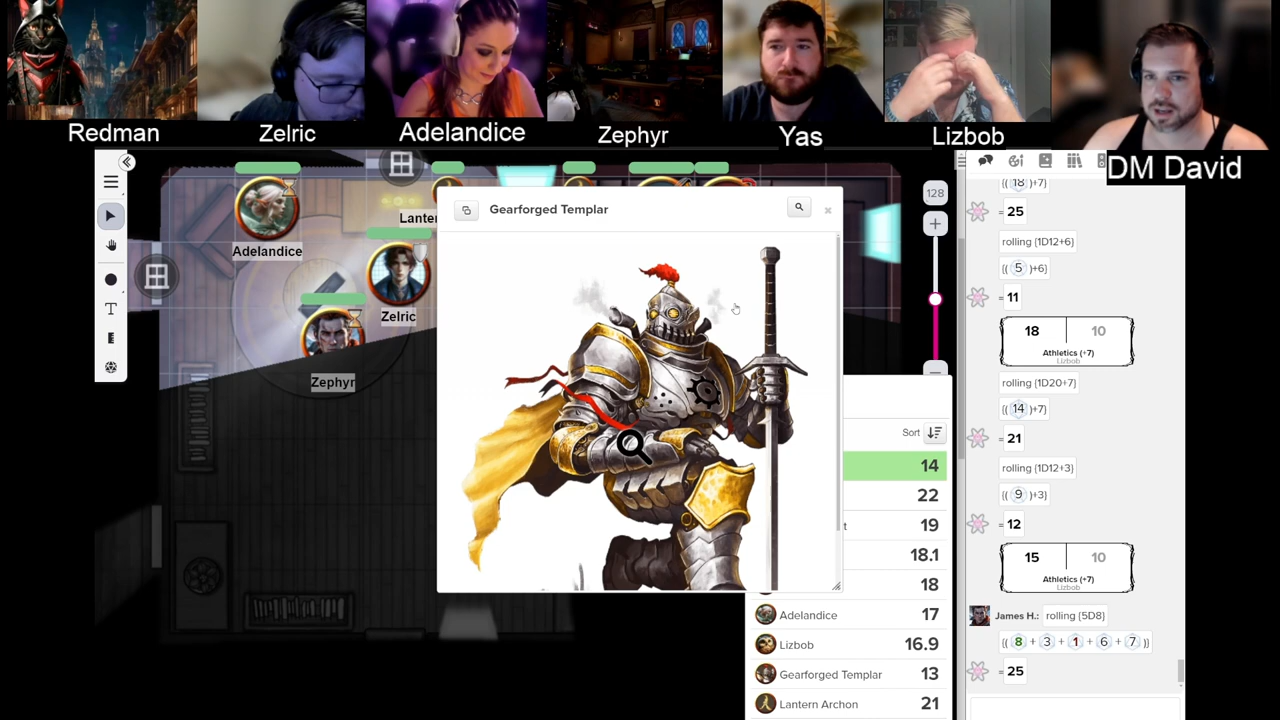 Redman
Zelric
Adelandice
Zephyr
Yas
Lizbob
DM David
Adelandice
Lanter
Zelric
Zephyr
Gearforged Templar
128
T
Sort
14
22
t 19
18.1
18
Adelandice 17
Lizbob 16.9
Gearforged Templar 13
Lantern Archon 21
{( 18 )+7}
= 25
rolling {1D12+6}
{( 5 )+6}
= 11
18 10
Athletics (+7)
Lizbob
rolling {1D20+7}
{( 14 )+7}
= 21
rolling {1D12+3}
{( 9 )+3}
= 12
15 10
Athletics (+7)
Lizbob
James H.: rolling {5D8}
{( 8 + 3 + 1 + 6 + 7 )}
= 25